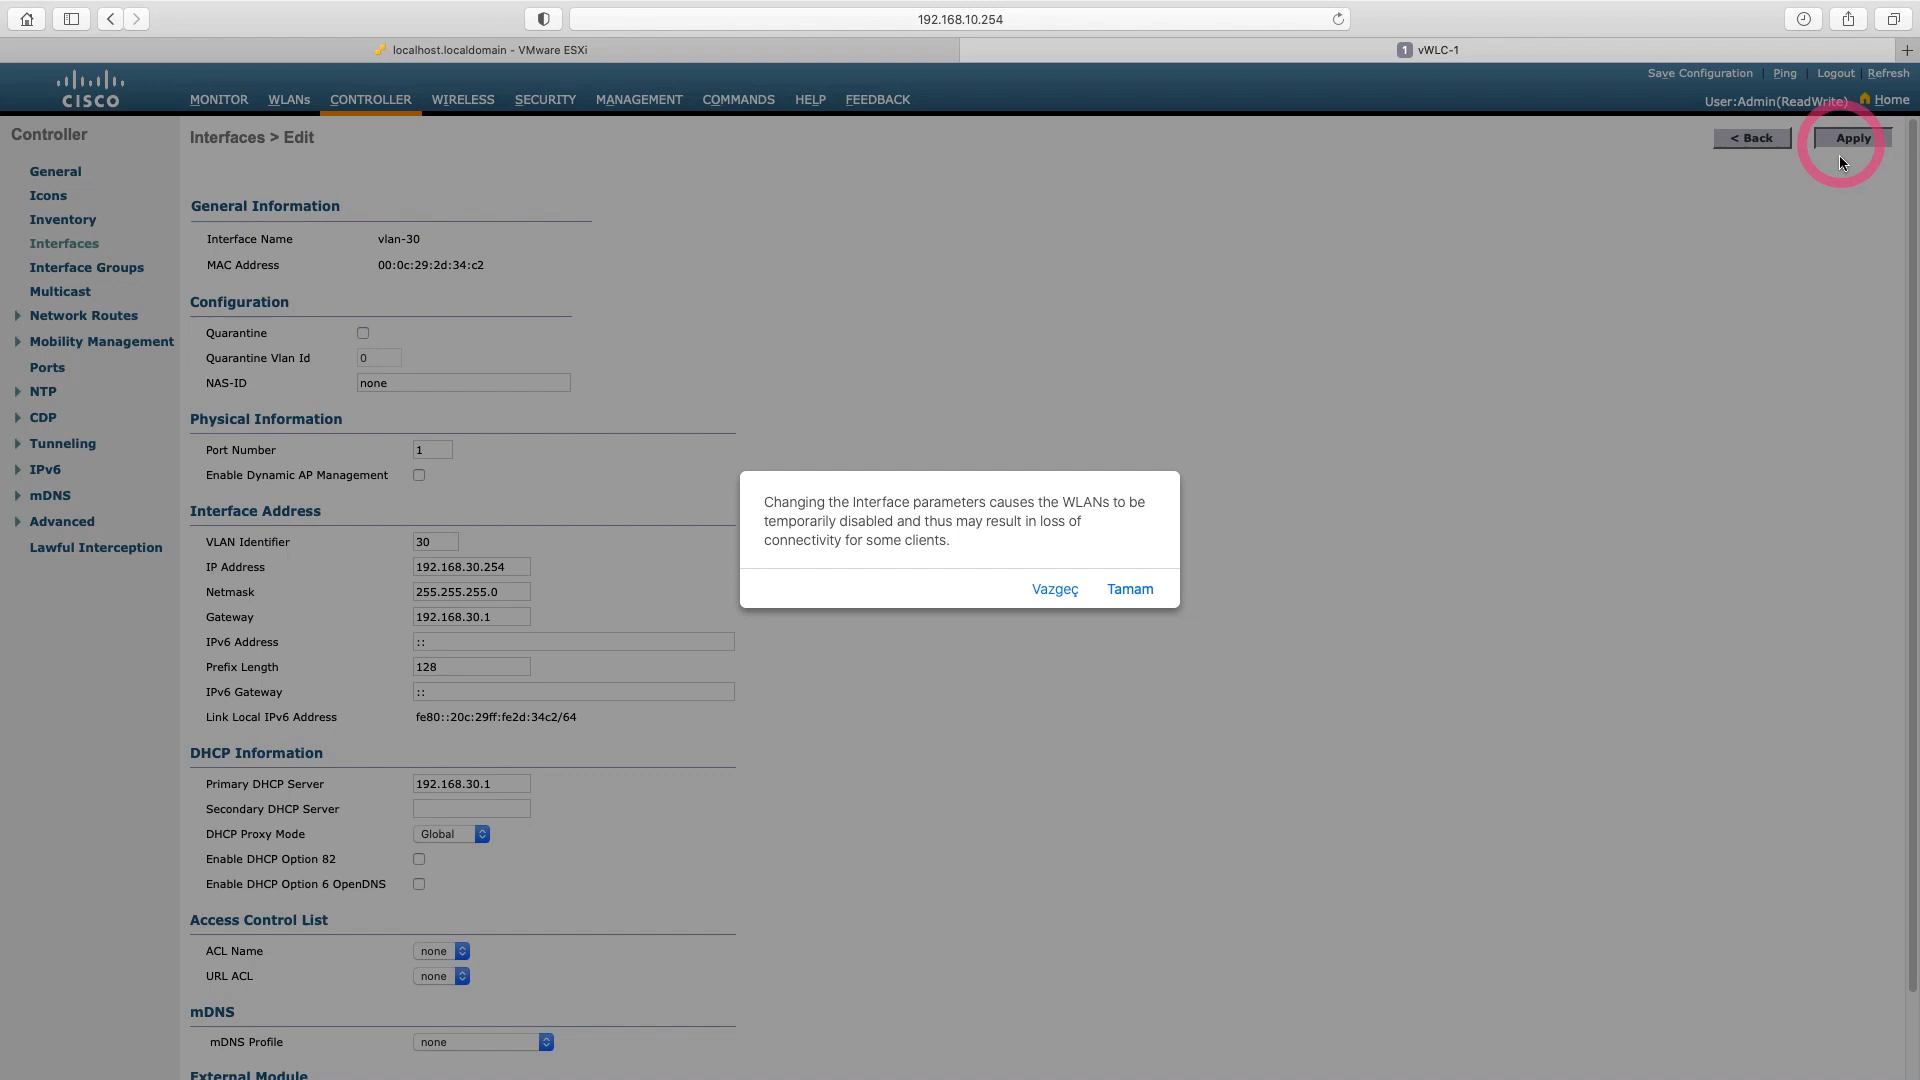 192.168.10.254
localhost.localdomain - VMware ESXi
1 vWLC-1
Save Configuration | Ping | Logout | Refresh
CISCO
MONITOR WLANs CONTROLLER WIRELESS SECURITY MANAGEMENT COMMANDS HELP FEEDBACK
User:Admin(ReadWrite) Home
Controller
General
Icons
Inventory
Interfaces
Interface Groups
Multicast
Network Routes
Mobility Management
Ports
NTP
CDP
Tunneling
IPv6
mDNS
Advanced
Lawful Interception
Interfaces > Edit
< Back
Apply
General Information
Interface Name vlan-30
MAC Address 00:0c:29:2d:34:c2
Configuration
Quarantine
Quarantine Vlan Id 0
NAS-ID none
Physical Information
Port Number 1
Enable Dynamic AP Management
Interface Address
VLAN Identifier 30
IP Address 192.168.30.254
Netmask 255.255.255.0
Gateway 192.168.30.1
IPv6 Address ::
Prefix Length 128
IPv6 Gateway ::
Link Local IPv6 Address fe80::20c:29ff:fe2d:34c2/64
DHCP Information
Primary DHCP Server 192.168.30.1
Secondary DHCP Server
DHCP Proxy Mode Global
Enable DHCP Option 82
Enable DHCP Option 6 OpenDNS
Access Control List
ACL Name none
URL ACL none
mDNS
mDNS Profile none
External Module
Changing the Interface parameters causes the WLANs to be
temporarily disabled and thus may result in loss of
connectivity for some clients.
Vazgeç Tamam